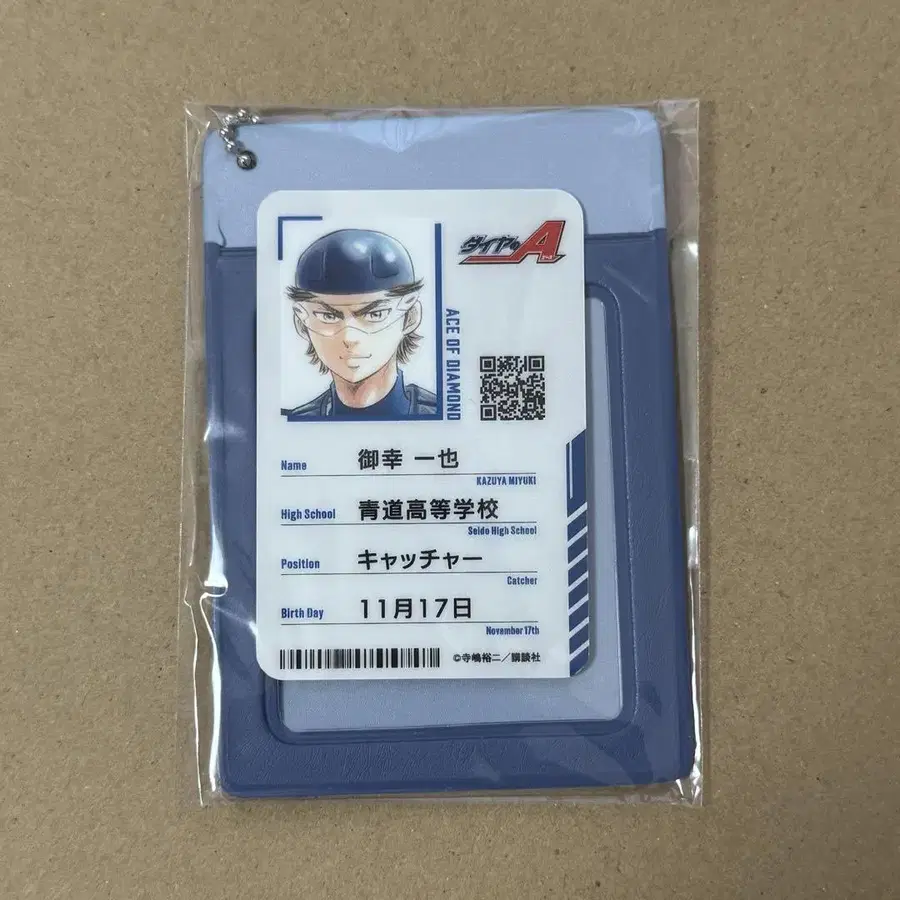 ダイヤのA
ACE OF DIAMOND
Name 御幸 一也
KAZUYA MIYUKI
High School 青道高等学校
Seido High School
Position キャッチャー
Catcher
Birth Day 11月17日
November 17th
©寺嶋裕二／講談社